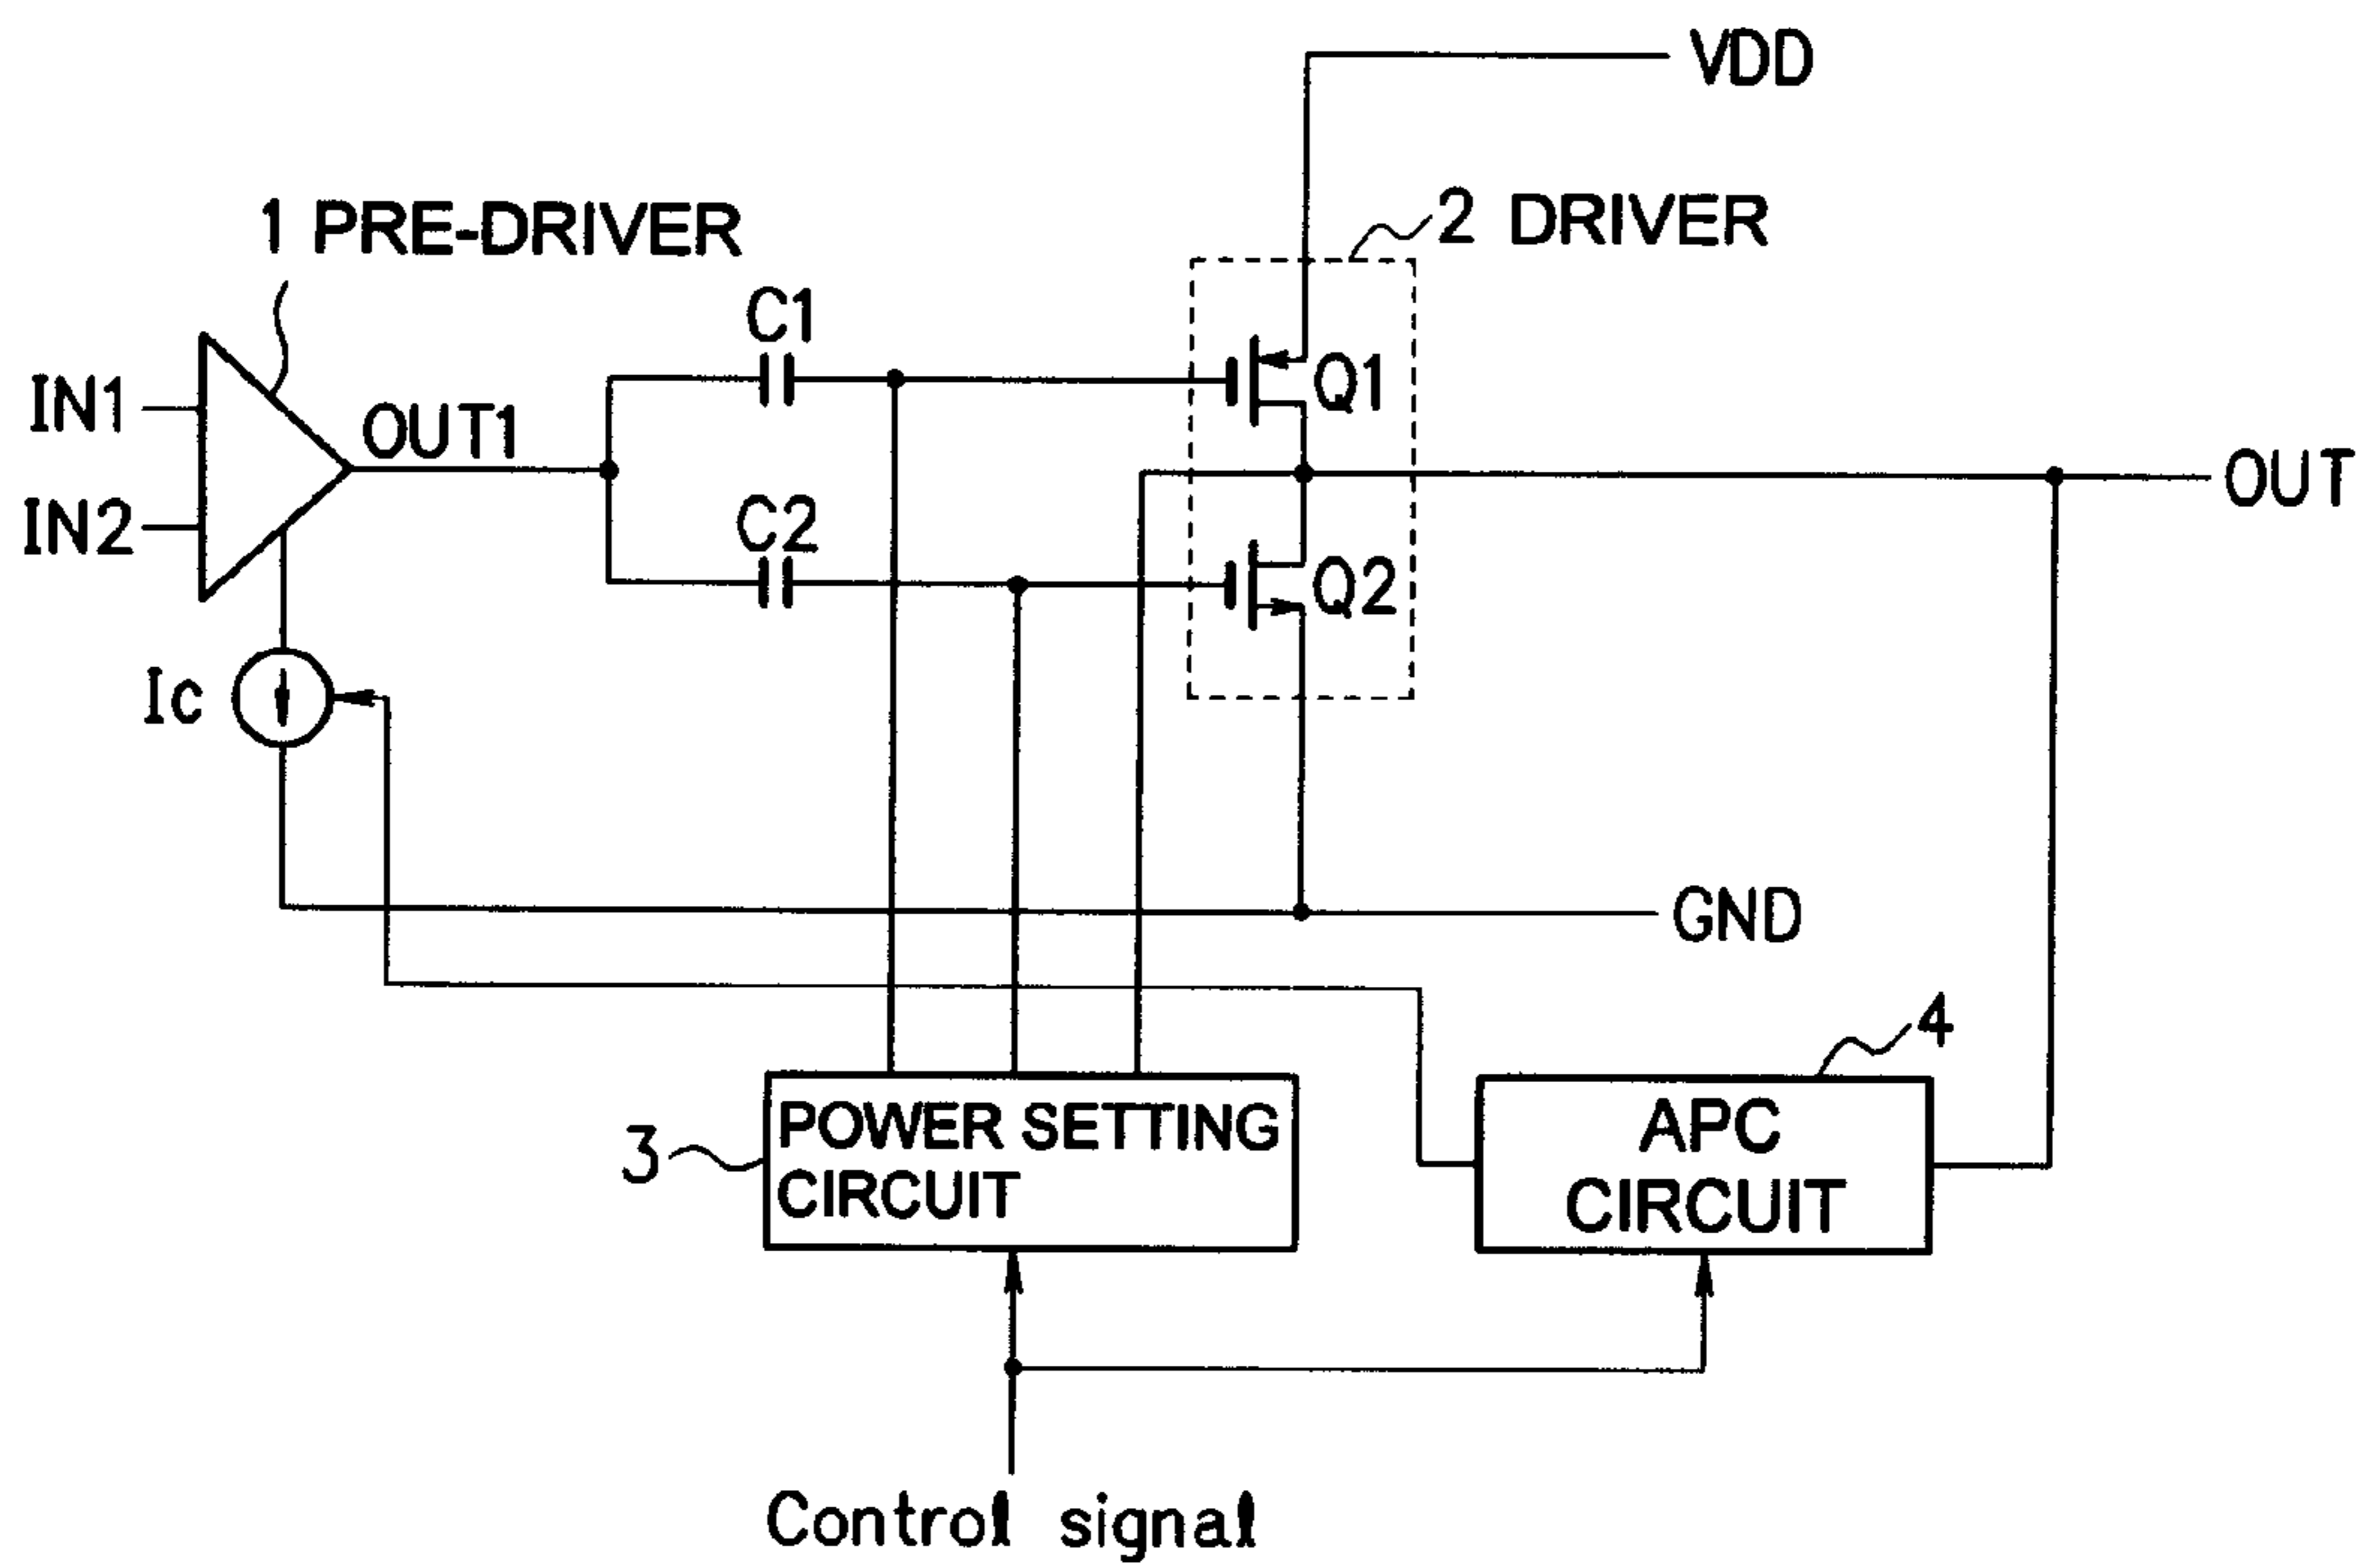 VDD
1 PRE-DRIVER
2 DRIVER
C1
IN1
OUT1
Q1
OUT
IN2
C2
Q2
Ic
GND
4
3
POWER SETTING
CIRCUIT
APC
CIRCUIT
Control signal